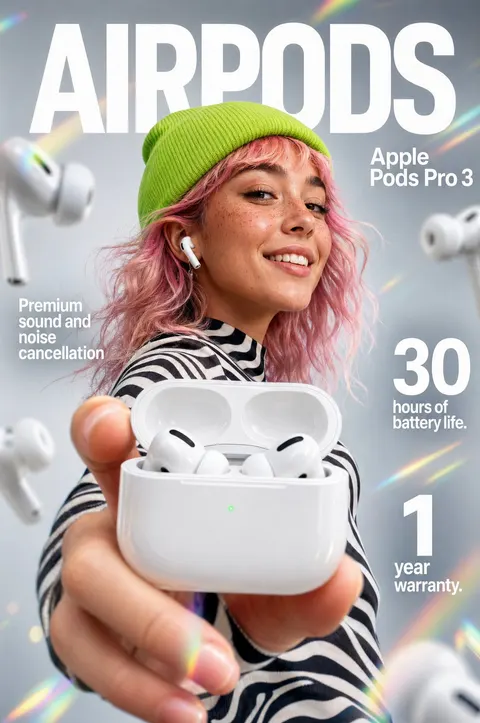 AIRPODS
Apple
Pods Pro 3
Premium
sound and
noise
cancellation
30
hours of
battery life.
1
year
warranty.